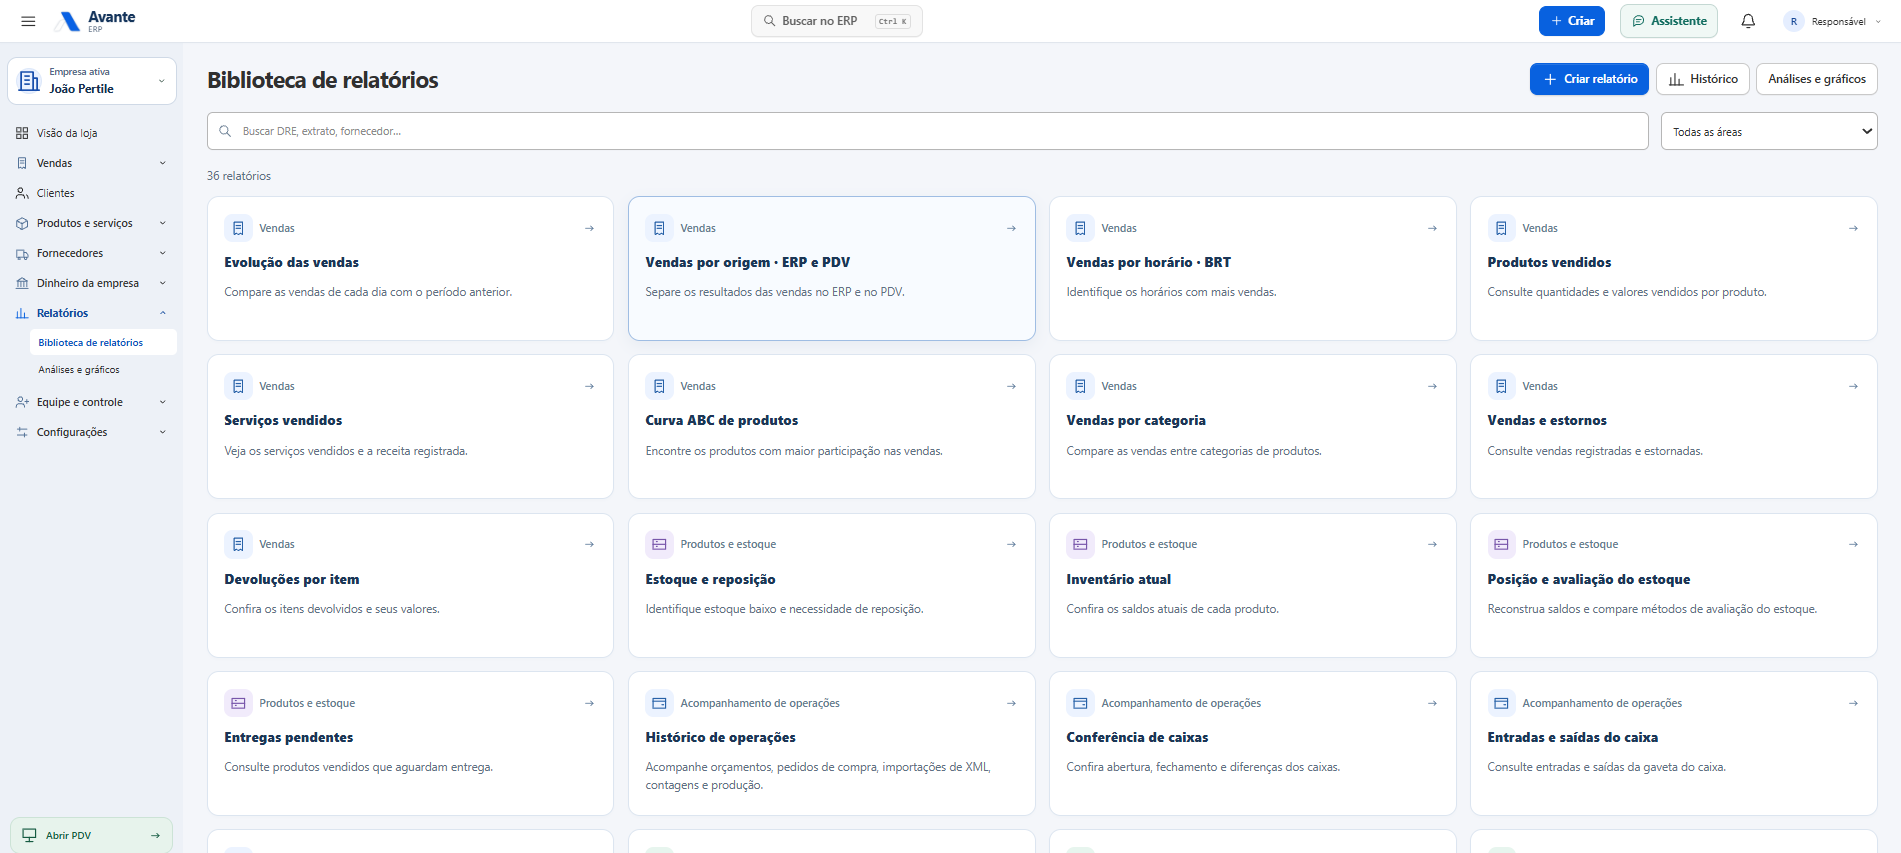 Avante
ERP
Buscar no ERP
Ctrl K
Criar
Assistente
R
Responsável
Empresa ativa
João Pertile
Visão da loja
Vendas
Clientes
Produtos e serviços
Fornecedores
Dinheiro da empresa
Relatórios
Biblioteca de relatórios
Análises e gráficos
Equipe e controle
Configurações
Abrir PDV
Biblioteca de relatórios
Criar relatório
Histórico
Análises e gráficos
Buscar DRE, extrato, fornecedor...
Todas as áreas
36 relatórios
Vendas
Evolução das vendas
Compare as vendas de cada dia com o período anterior.
Vendas
Vendas por origem · ERP e PDV
Separe os resultados das vendas no ERP e no PDV.
Vendas
Vendas por horário · BRT
Identifique os horários com mais vendas.
Vendas
Produtos vendidos
Consulte quantidades e valores vendidos por produto.
Vendas
Serviços vendidos
Veja os serviços vendidos e a receita registrada.
Vendas
Curva ABC de produtos
Encontre os produtos com maior participação nas vendas.
Vendas
Vendas por categoria
Compare as vendas entre categorias de produtos.
Vendas
Vendas e estornos
Consulte vendas registradas e estornadas.
Vendas
Devoluções por item
Confira os itens devolvidos e seus valores.
Produtos e estoque
Estoque e reposição
Identifique estoque baixo e necessidade de reposição.
Produtos e estoque
Inventário atual
Confira os saldos atuais de cada produto.
Produtos e estoque
Posição e avaliação do estoque
Reconstrua saldos e compare métodos de avaliação do estoque.
Produtos e estoque
Entregas pendentes
Consulte produtos vendidos que aguardam entrega.
Acompanhamento de operações
Histórico de operações
Acompanhe orçamentos, pedidos de compra, importações de XML,
contagens e produção.
Acompanhamento de operações
Conferência de caixas
Confira abertura, fechamento e diferenças dos caixas.
Acompanhamento de operações
Entradas e saídas do caixa
Consulte entradas e saídas da gaveta do caixa.